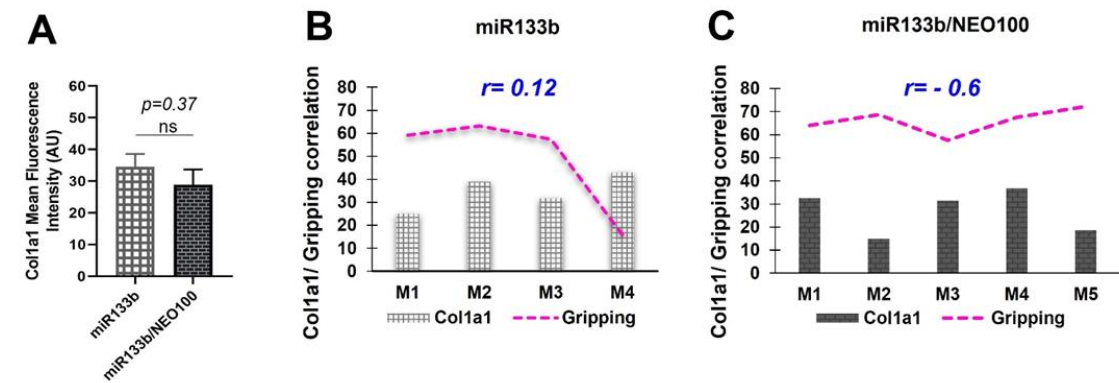 A
Col1a1 Mean Fluorescence
Intensity (AU)
60
50
40
30
20
10
0
p=0.37
ns
miR133b
miR133b/NEO100
B
miR133b
Col1a1/ Gripping correlation
r= 0.12
80
70
60
50
40
30
20
10
0
M1 M2 M3 M4
Col1a1 Gripping
C
miR133b/NEO100
Col1a1/ Gripping correlation
r= - 0.6
80
70
60
50
40
30
20
10
0
M1 M2 M3 M4 M5
Col1a1 Gripping